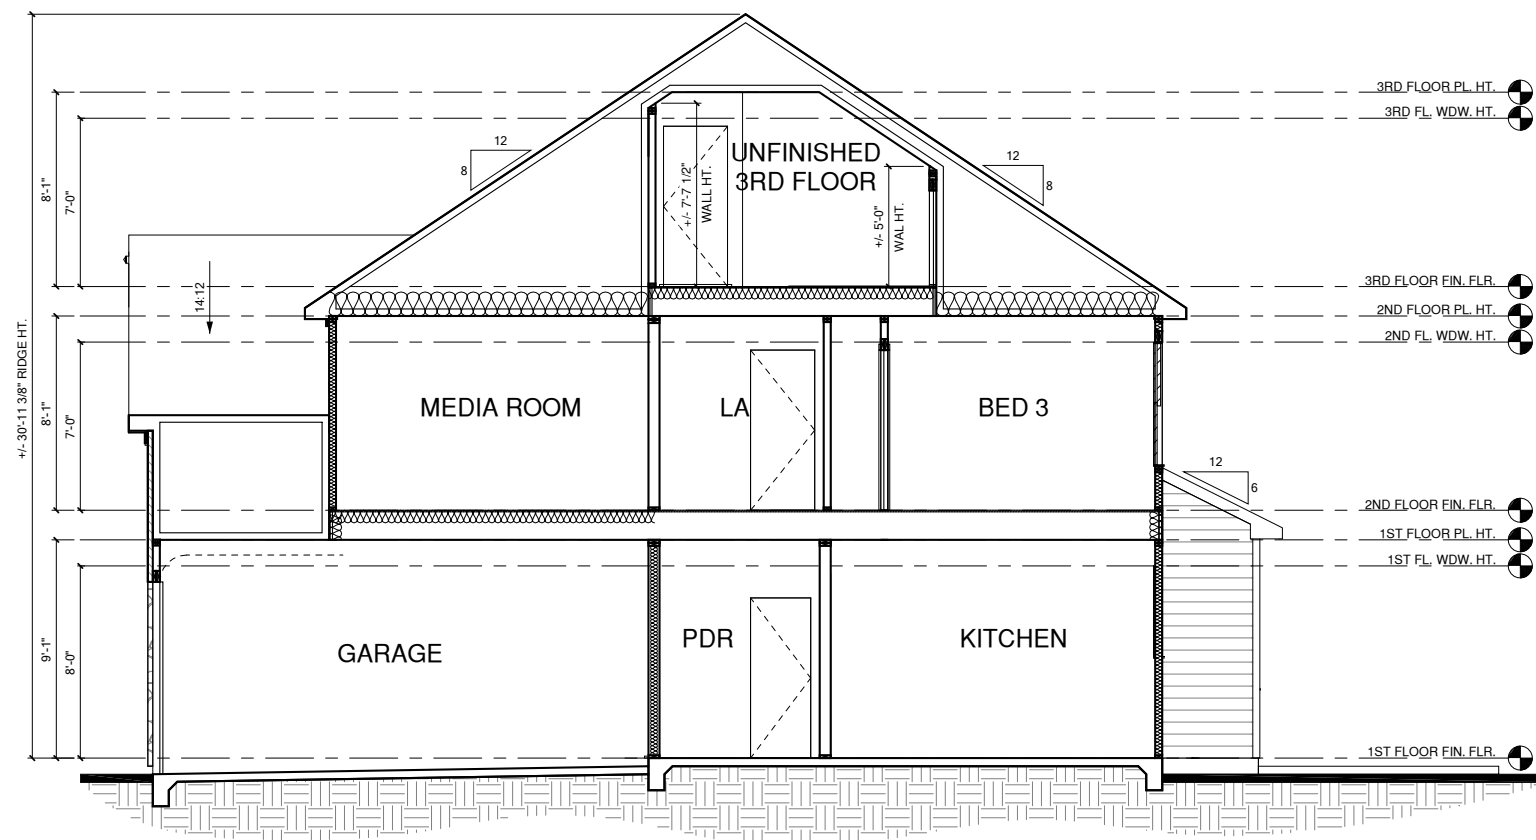 3RD FLOOR PL. HT.
3RD FL. WDW. HT.
12
8
UNFINISHED
3RD FLOOR
12
8
8'-1"
7'-0"
+/- 7'-7 1/2"
WALL HT.
+/- 5'-0"
WAL HT.
14:12
3RD FLOOR FIN. FLR.
2ND FLOOR PL. HT.
2ND FL. WDW. HT.
+/- 30'-11 3/8" RIDGE HT.
8'-1"
7'-0"
MEDIA ROOM
LA
BED 3
12
6
2ND FLOOR FIN. FLR.
1ST FLOOR PL. HT.
1ST FL. WDW. HT.
9'-1"
8'-0"
GARAGE
PDR
KITCHEN
1ST FLOOR FIN. FLR.